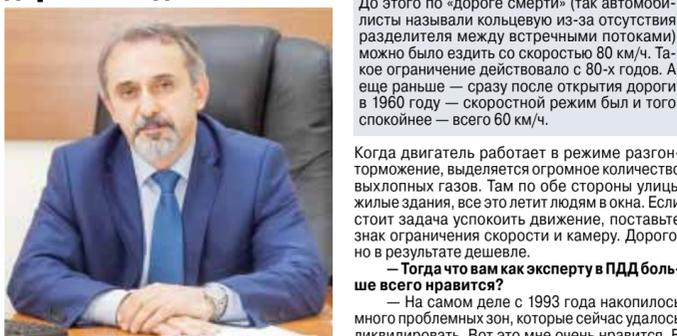 До этого по «дороге смерти» (так автомоби-
листы называли кольцевую из-за отсутствия
разделителя между встречными потоками)
можно было ездить со скоростью 80 км/ч. Та-
кое ограничение действовало с 80-х годов. А
еще раньше — сразу после открытия дороги
в 1960 году — скоростной режим был и того
спокойнее — всего 60 км/ч.
Когда двигатель работает в режиме разгон-
торможение, выделяется огромное количество
выхлопных газов. Там по обе стороны улицы
жилые здания, все это летит людям в окна. Если
стоит задача успокоить движение, поставьте
знак ограничения скорости и камеру. Дорого,
но в результате дешевле.
— Тогда что вам как эксперту в ПДД боль-
ше всего нравится?
— На самом деле с 1993 года накопилось
много проблемных зон, которые сейчас удалось
ликвидировать. Вот это мне очень нравится.